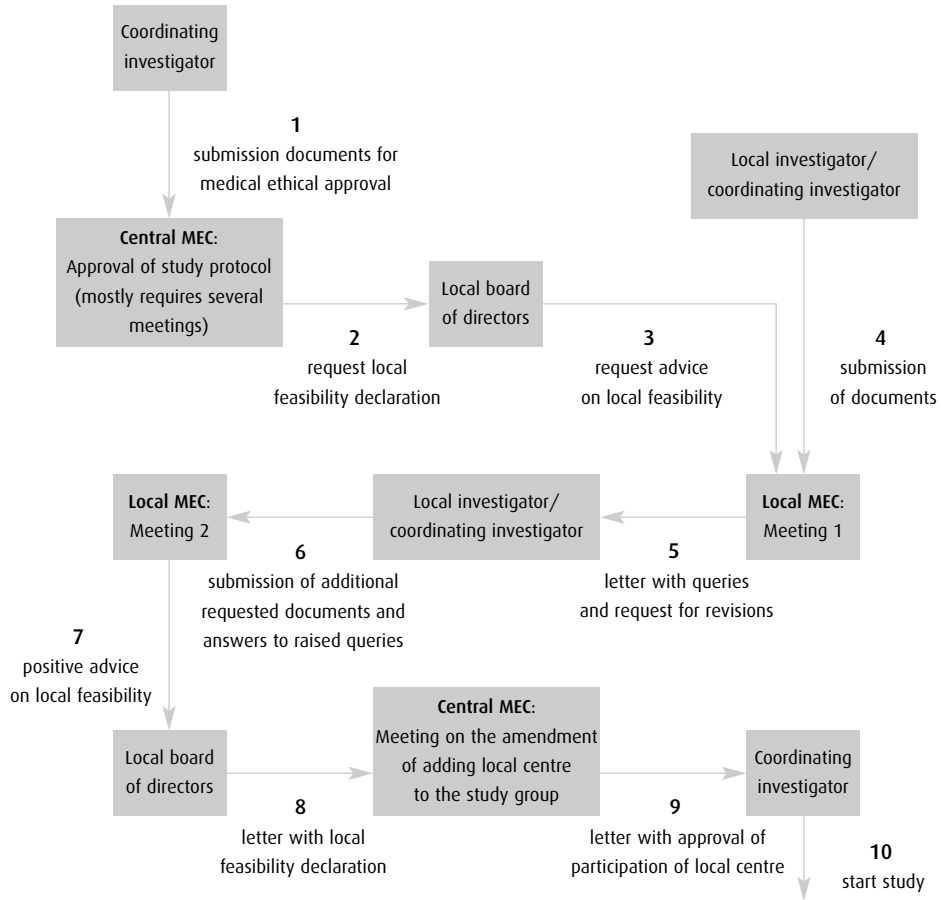 Coordinating
investigator
1
submission documents for
medical ethical approval
Local investigator/
coordinating investigator
Central MEC:
Approval of study protocol
(mostly requires several
meetings)
2
request local
feasibility declaration
Local board
of directors
3
request advice
on local feasibility
4
submission
of documents
Local MEC:
Meeting 1
5
letter with queries
and request for revisions
Local investigator/
coordinating investigator
6
submission of additional
requested documents and
answers to raised queries
Local MEC:
Meeting 2
7
positive advice
on local feasibility
Local board
of directors
8
letter with local
feasibility declaration
Central MEC:
Meeting on the amendment
of adding local centre
to the study group
9
letter with approval of
participation of local centre
Coordinating
investigator
10
start study